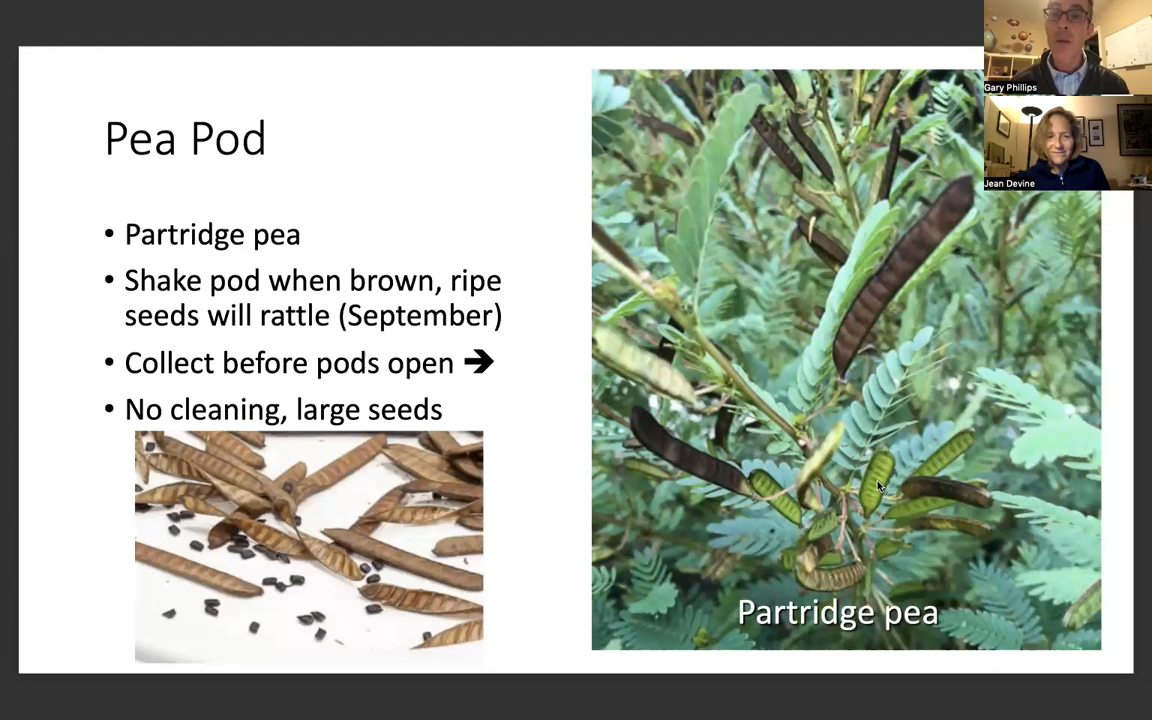 Pea Pod
• Partridge pea
• Shake pod when brown, ripe
seeds will rattle (September)
• Collect before pods open ➔
• No cleaning, large seeds
Partridge pea
Gary Phillips
Jean Devine